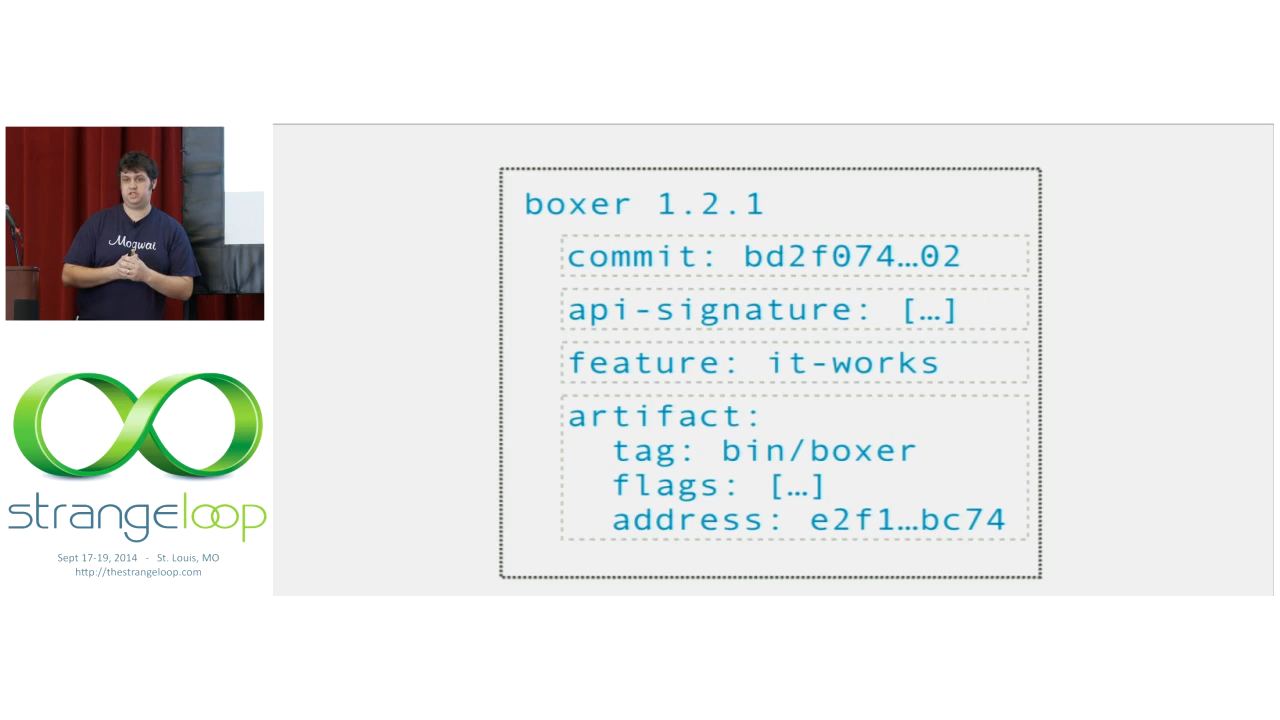 Mogwai
strangeloop
Sept 17-19, 2014 - St. Louis, MO
http://thestrangeloop.com
boxer 1.2.1
commit: bd2f074…02
api-signature: […]
feature: it-works
artifact:
tag: bin/boxer
flags: […]
address: e2f1…bc74